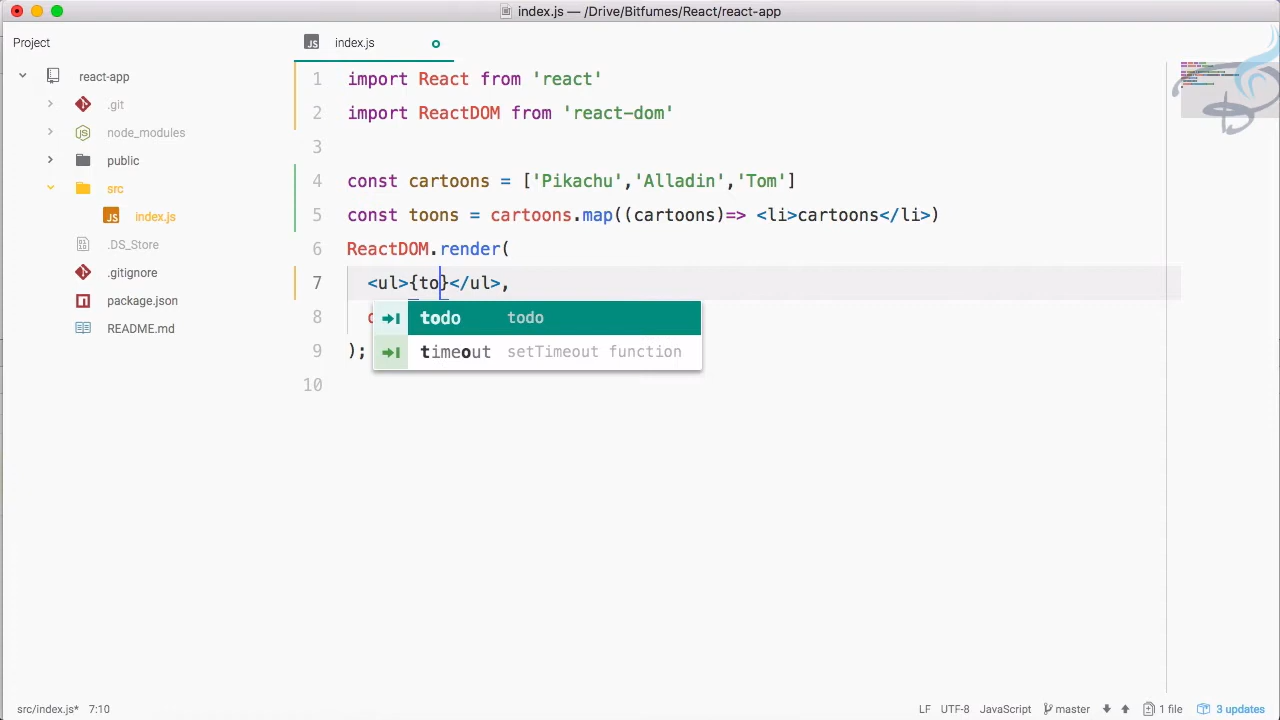 index.js — /Drive/Bitfumes/React/react-app
Project
index.js
react-app
.git
node_modules
public
src
index.js
.DS_Store
.gitignore
package.json
README.md
1 import React from 'react'
2 import ReactDOM from 'react-dom'
3
4 const cartoons = ['Pikachu','Alladin','Tom']
5 const toons = cartoons.map((cartoons)=> <li>cartoons</li>)
6 ReactDOM.render(
7 <ul>{to}</ul>,
8
9 );
10
todo todo
timeout setTimeout function
src/index.js* 7:10
LF UTF-8 JavaScript master 1 file 3 updates